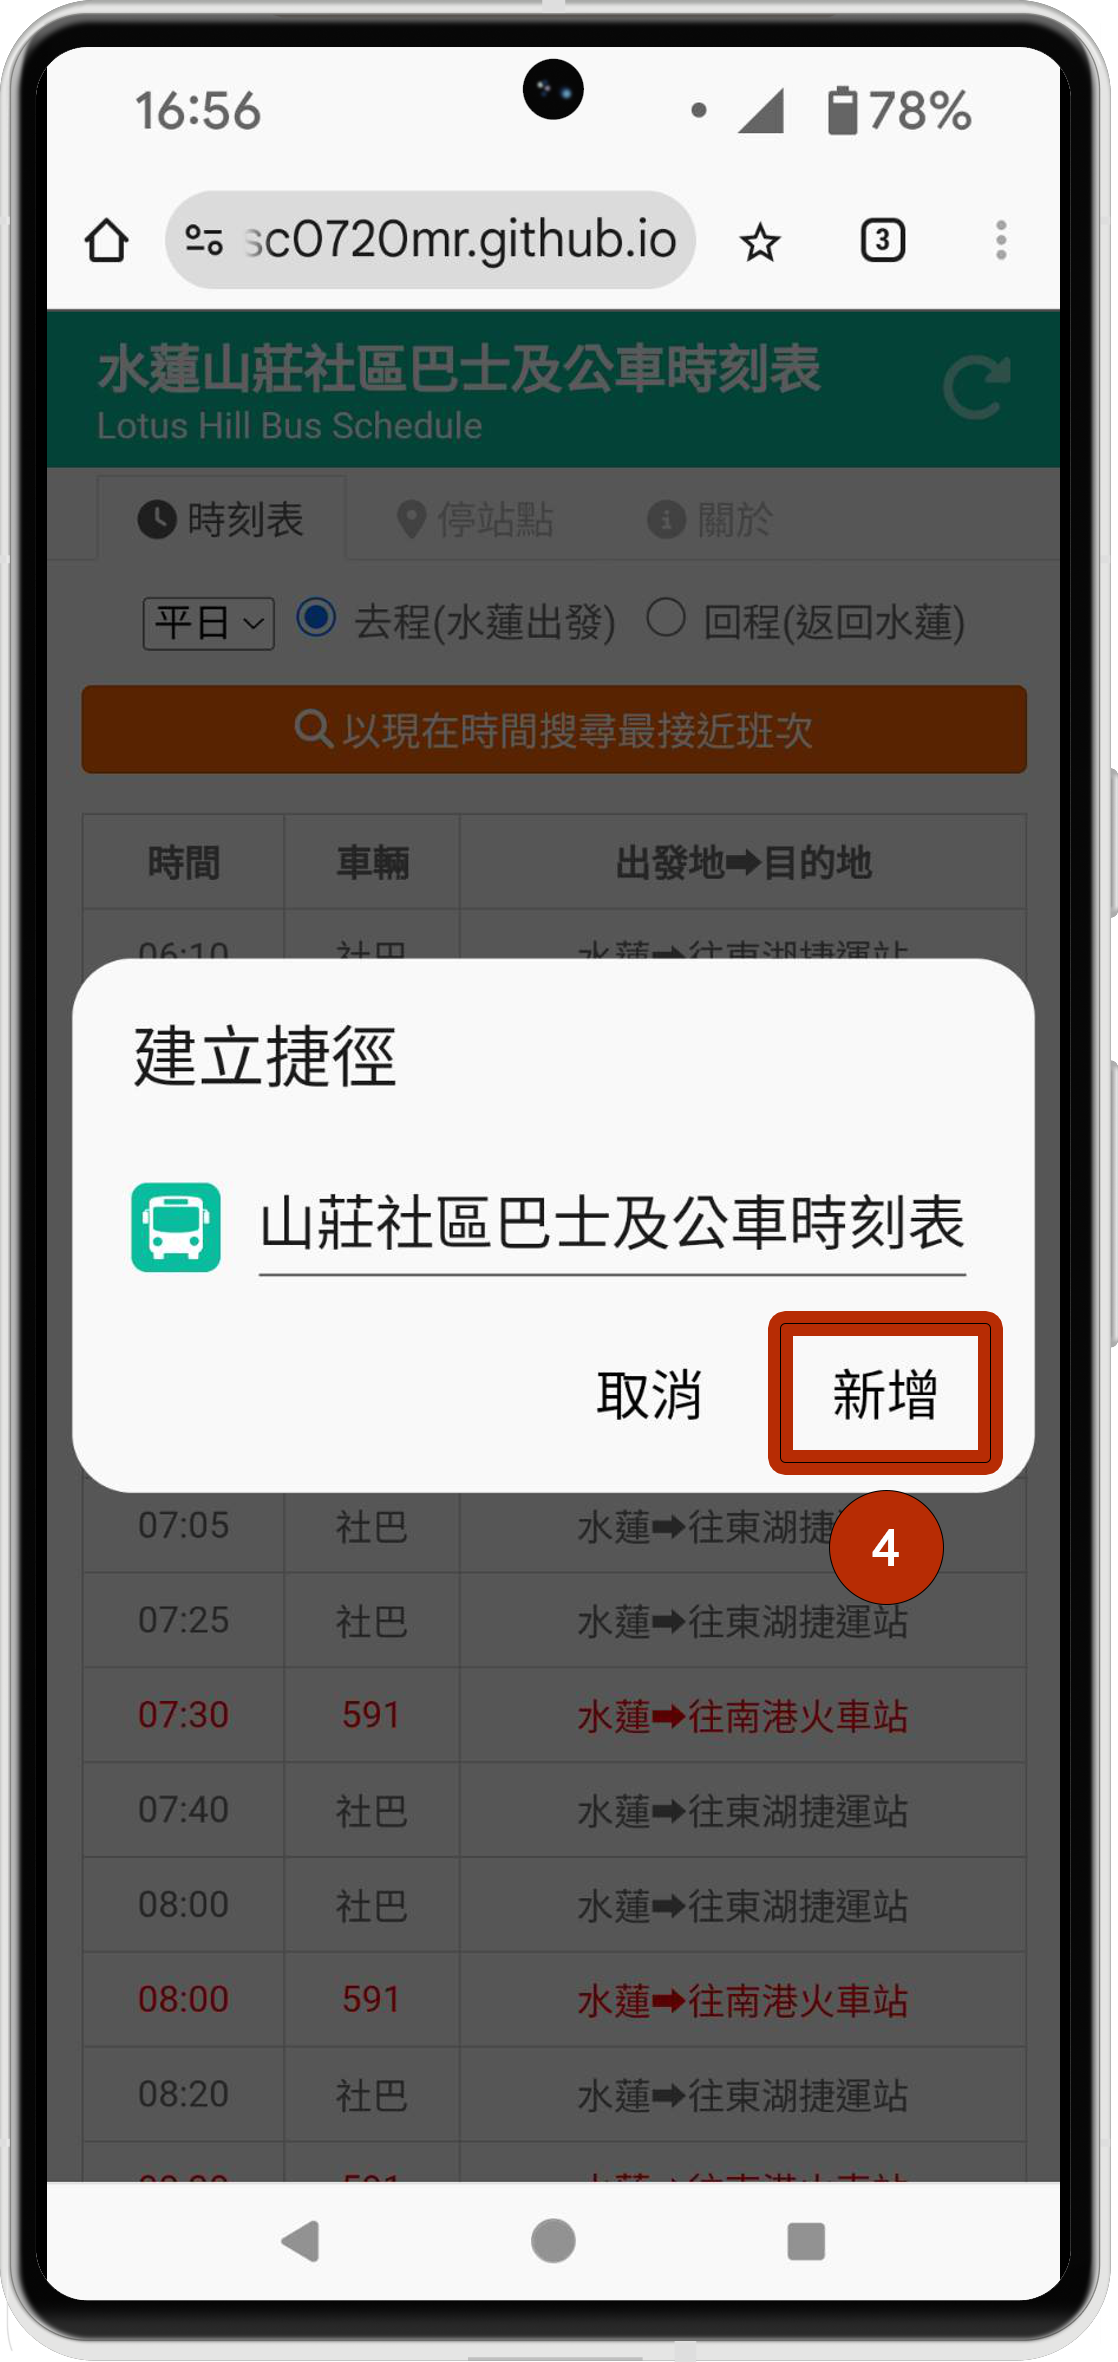 16:56
78%
sc0720mr.github.io
3
水蓮山莊社區巴士及公車時刻表
Lotus Hill Bus Schedule
時刻表 停站點 關於
平日 去程(水蓮出發) 回程(返回水蓮)
以現在時間搜尋最接近班次
時間 車輛 出發地➡目的地
06:10 社巴 水蓮➡往東湖捷運站
建立捷徑
山莊社區巴士及公車時刻表
取消 新增
4
07:05 社巴 水蓮➡往東湖捷
07:25 社巴 水蓮➡往東湖捷運站
07:30 591 水蓮➡往南港火車站
07:40 社巴 水蓮➡往東湖捷運站
08:00 社巴 水蓮➡往東湖捷運站
08:00 591 水蓮➡往南港火車站
08:20 社巴 水蓮➡往東湖捷運站
591 水蓮➡往南港火車站